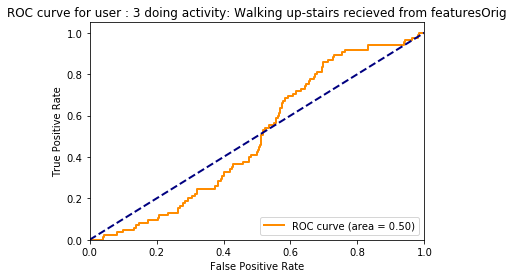 ROC curve for user : 3 doing activity: Walking up-stairs recieved from featuresOrig
1.0
0.8
0.6
0.4
0.2
0.0
True Positive Rate
ROC curve (area = 0.50)
0.0 0.2 0.4 0.6 0.8 1.0
False Positive Rate